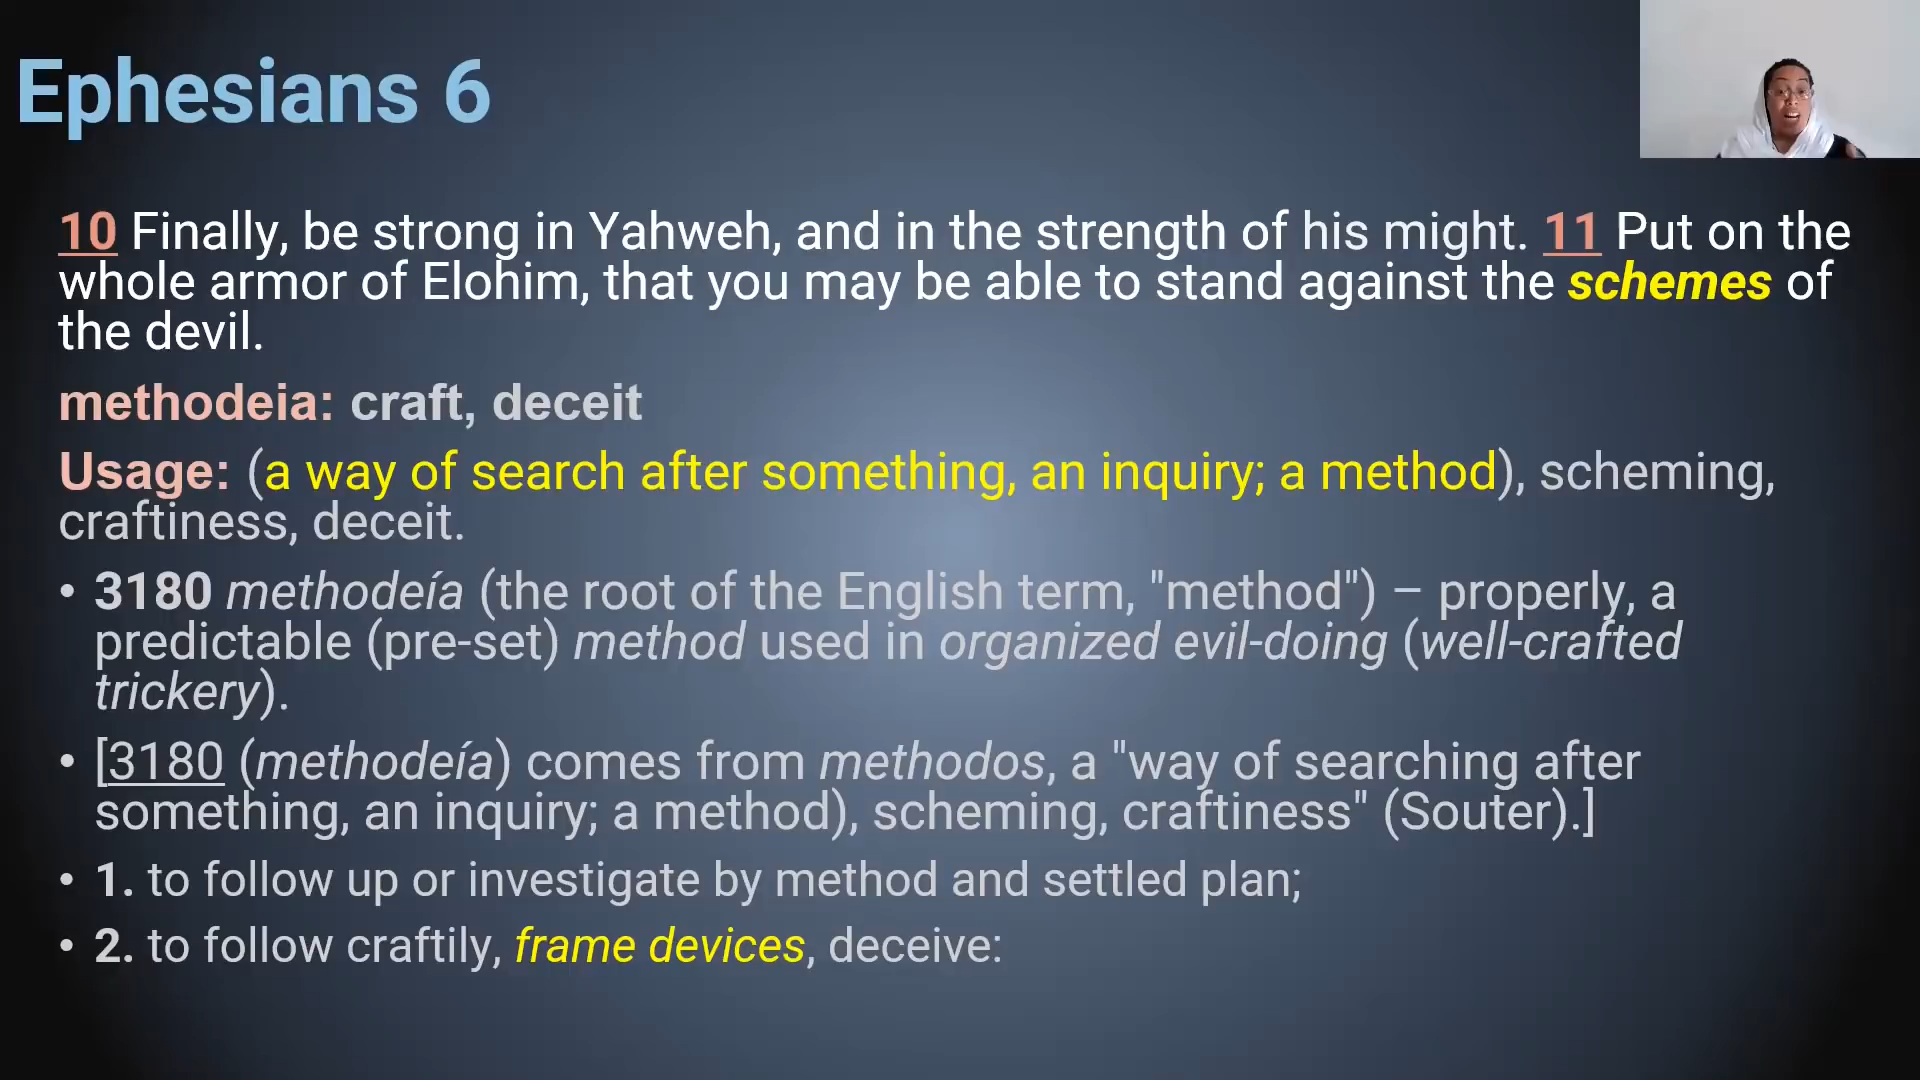 Ephesians 6
10 Finally, be strong in Yahweh, and in the strength of his might. 11 Put on the
whole armor of Elohim, that you may be able to stand against the schemes of
the devil.
methodeia: craft, deceit
Usage: (a way of search after something, an inquiry; a method), scheming,
craftiness, deceit.
• 3180 methodeía (the root of the English term, "method") – properly, a
predictable (pre-set) method used in organized evil-doing (well-crafted
trickery).
• [3180 (methodeía) comes from methodos, a "way of searching after
something, an inquiry; a method), scheming, craftiness" (Souter).]
• 1. to follow up or investigate by method and settled plan;
• 2. to follow craftily, frame devices, deceive: